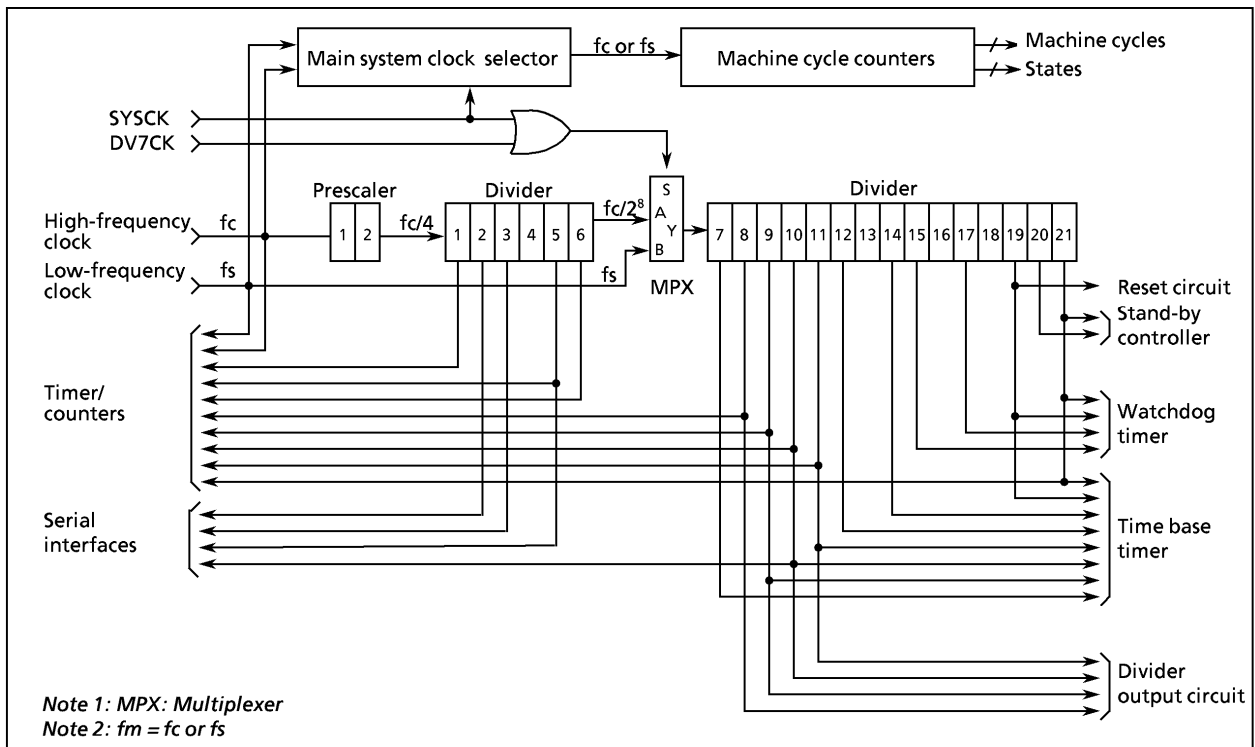 Main system clock selector
fc or fs
Machine cycle counters
Machine cycles
States
SYSCK
DV7CK
Prescaler
Divider
Divider
High-frequency
clock
fc
1 2
fc/4
1 2 3 4 5 6
fc/2⁸
S
A
Y
B
MPX
7 8 9 10 11 12 13 14 15 16 17 18 19 20 21
Low-frequency
clock
fs
fs
Reset circuit
Stand-by
controller
Timer/
counters
Watchdog
timer
Serial
interfaces
Time base
timer
Divider
output circuit
Note 1: MPX: Multiplexer
Note 2: fm = fc or fs